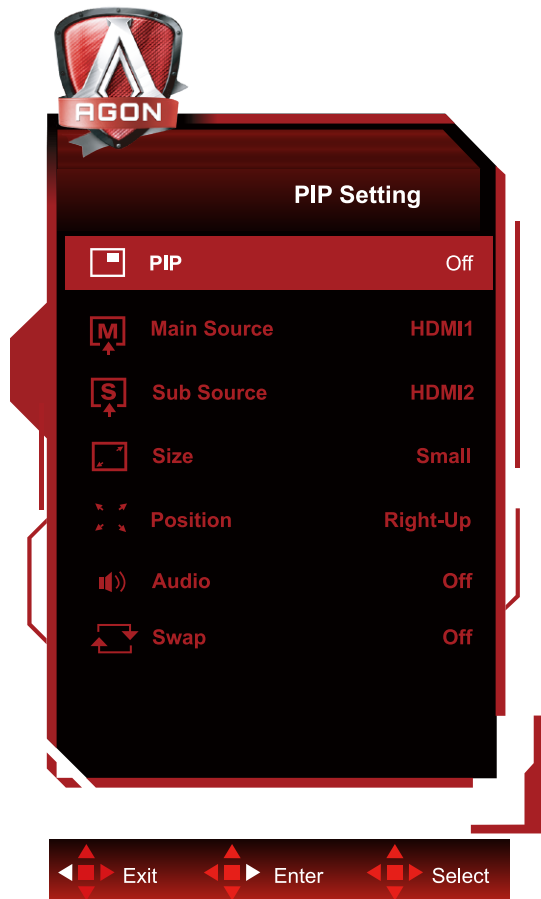 AGON
PIP Setting
PIP Off
M Main Source HDMI1
S Sub Source HDMI2
Size Small
Position Right-Up
Audio Off
Swap Off
Exit Enter Select